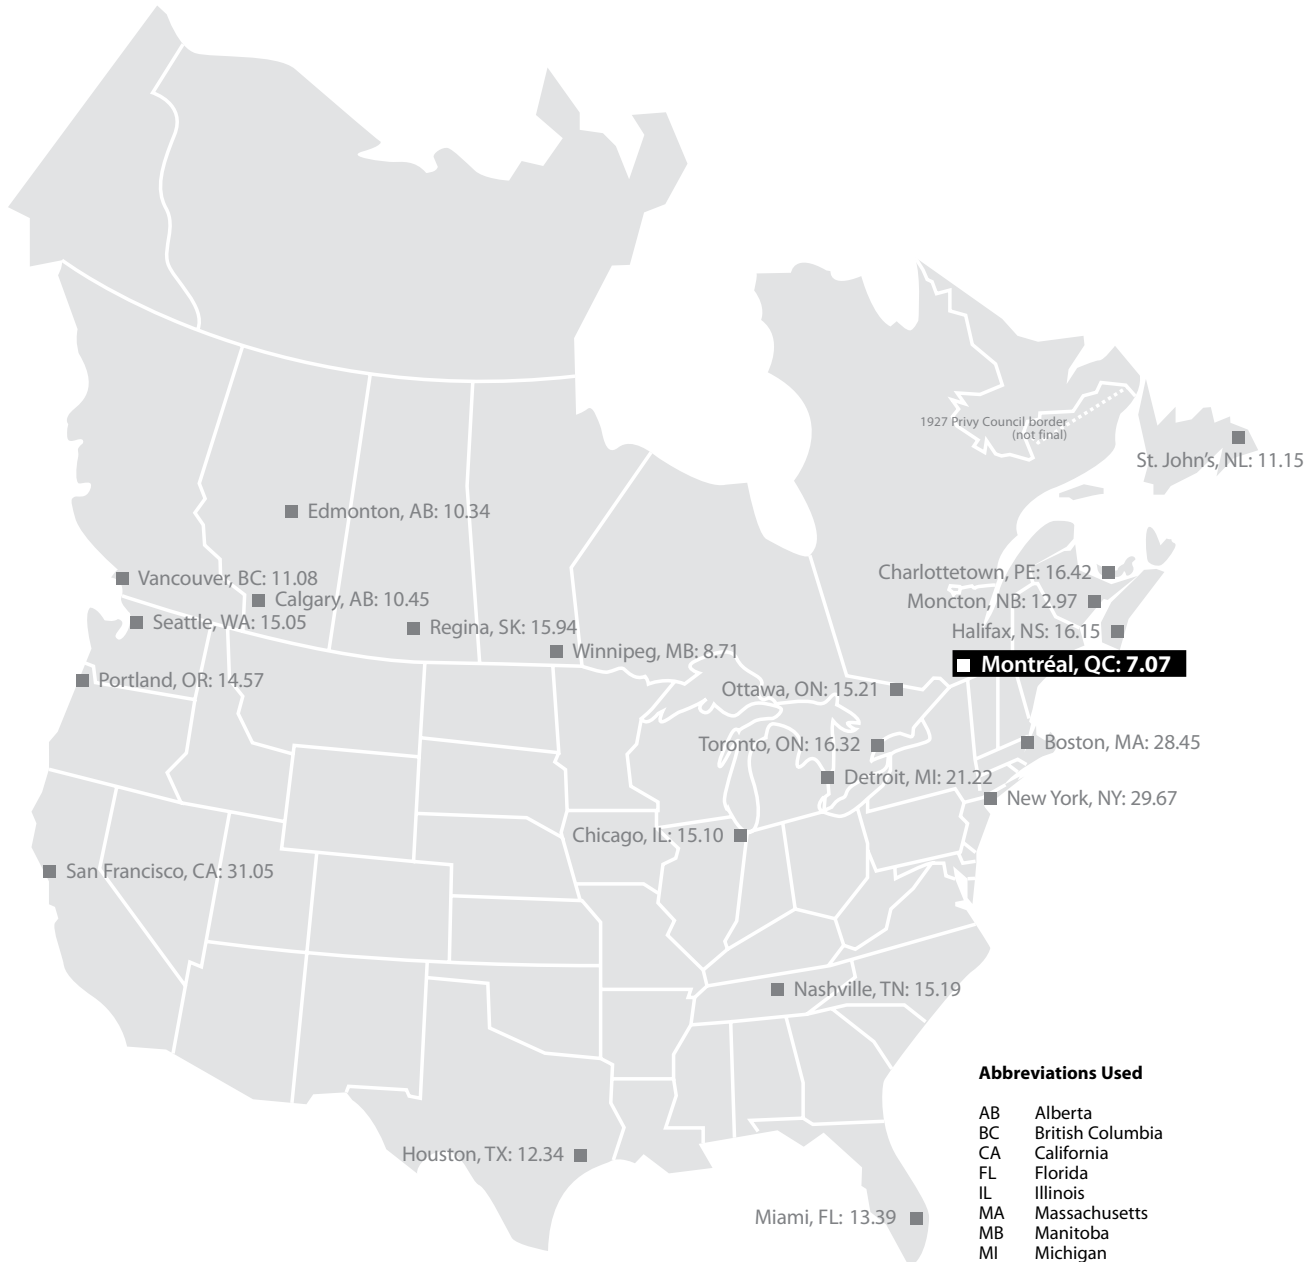 1927 Privy Council border
(not final)
St. John’s, NL: 11.15
Edmonton, AB: 10.34
Vancouver, BC: 11.08
Charlottetown, PE: 16.42
Calgary, AB: 10.45
Moncton, NB: 12.97
Seattle, WA: 15.05
Regina, SK: 15.94
Halifax, NS: 16.15
Winnipeg, MB: 8.71
Montréal, QC: 7.07
Portland, OR: 14.57
Ottawa, ON: 15.21
Toronto, ON: 16.32
Boston, MA: 28.45
Detroit, MI: 21.22
New York, NY: 29.67
Chicago, IL: 15.10
San Francisco, CA: 31.05
Nashville, TN: 15.19
Houston, TX: 12.34
Miami, FL: 13.39
Abbreviations Used
AB Alberta
BC British Columbia
CA California
FL Florida
IL Illinois
MA Massachusetts
MB Manitoba
MI Michigan